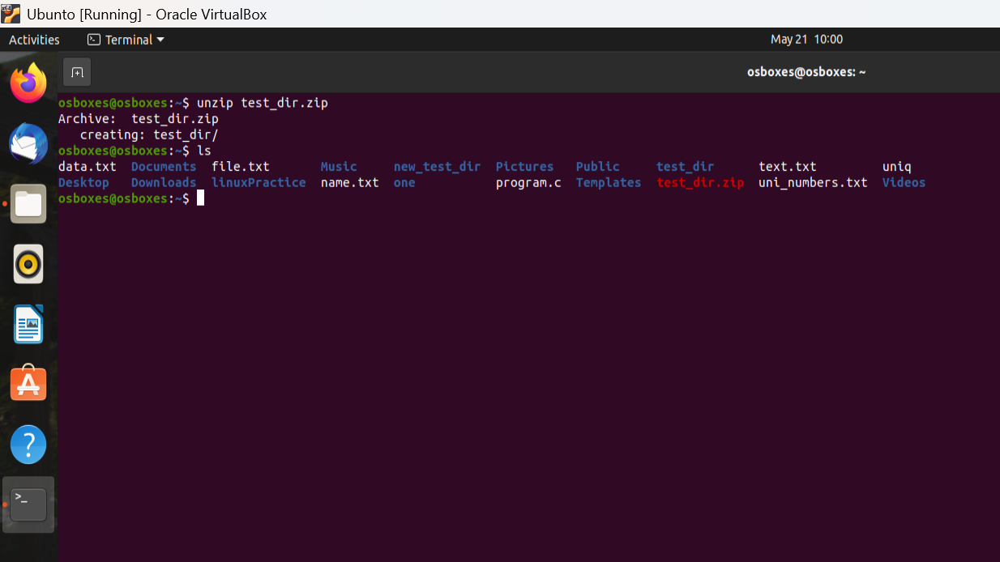 Ubunto [Running] - Oracle VirtualBox
Activities Terminal May 21 10:00
osboxes@osboxes: ~
osboxes@osboxes:~$ unzip test_dir.zip
Archive:  test_dir.zip
   creating: test_dir/
osboxes@osboxes:~$ ls
data.txt  Documents  file.txt       Music     new_test_dir  Pictures   Public     test_dir      text.txt         uniq
Desktop   Downloads  linuxPractice  name.txt  one           program.c  Templates  test_dir.zip  uni_numbers.txt  Videos
osboxes@osboxes:~$